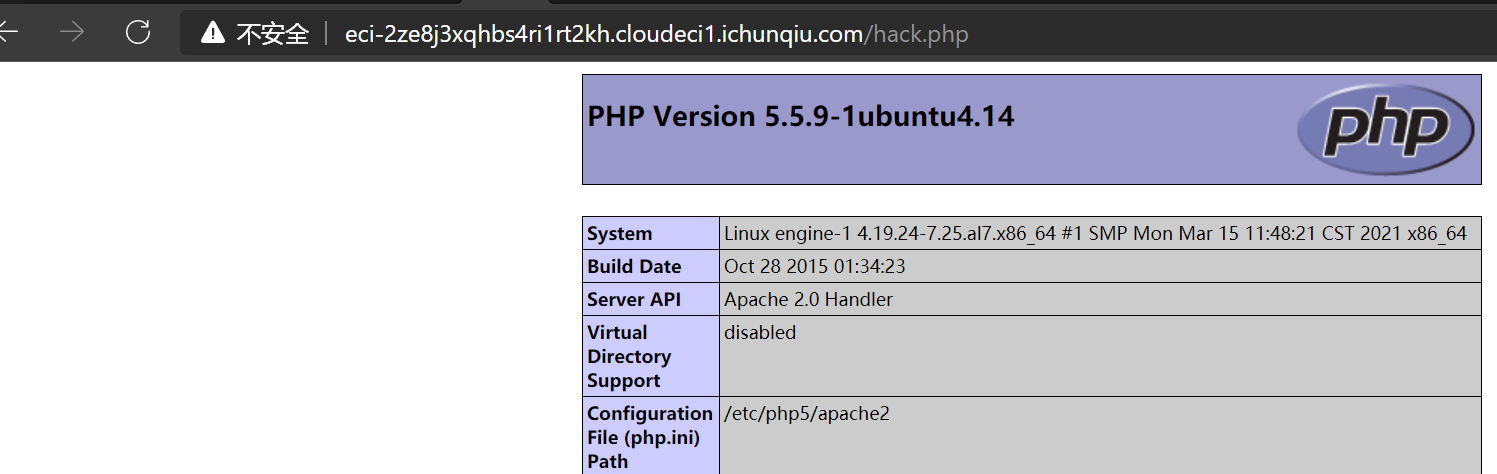 不安全 eci-2ze8j3xqhbs4ri1rt2kh.cloudeci1.ichunqiu.com/hack.php
PHP Version 5.5.9-1ubuntu4.14
php
System Linux engine-1 4.19.24-7.25.al7.x86_64 #1 SMP Mon Mar 15 11:48:21 CST 2021 x86_64
Build Date Oct 28 2015 01:34:23
Server API Apache 2.0 Handler
Virtual disabled
Directory
Support
Configuration /etc/php5/apache2
File (php.ini)
Path